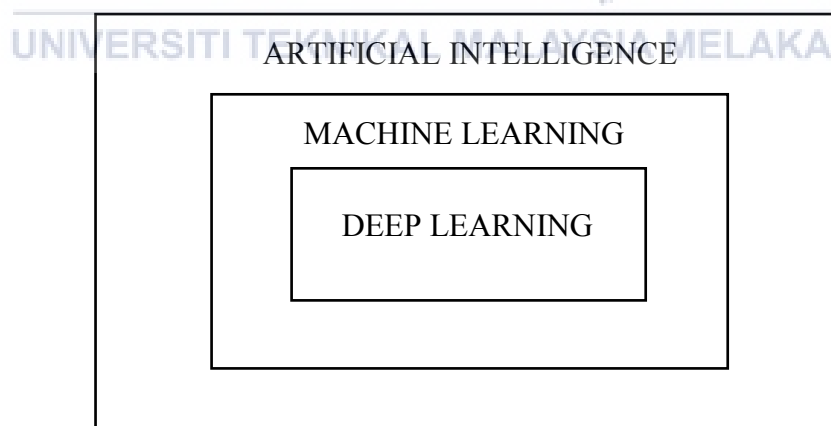 UNIVERSITI TEKNIKAL MALAYSIA MELAKA
ARTIFICIAL INTELLIGENCE
MACHINE LEARNING
DEEP LEARNING